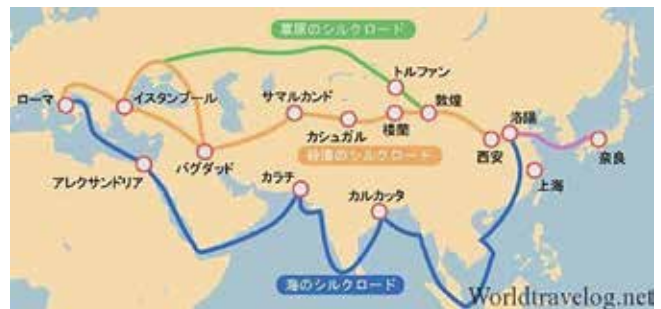 草原のシルクロード
トルファン
ローマ
イスタンブール
サマルカンド
敦煌
洛陽
カシュガル
楼蘭
砂漠のシルクロード
西安
奈良
バグダッド
アレクサンドリア
カラチ
カルカッタ
上海
海のシルクロード
Worldtravelog.net